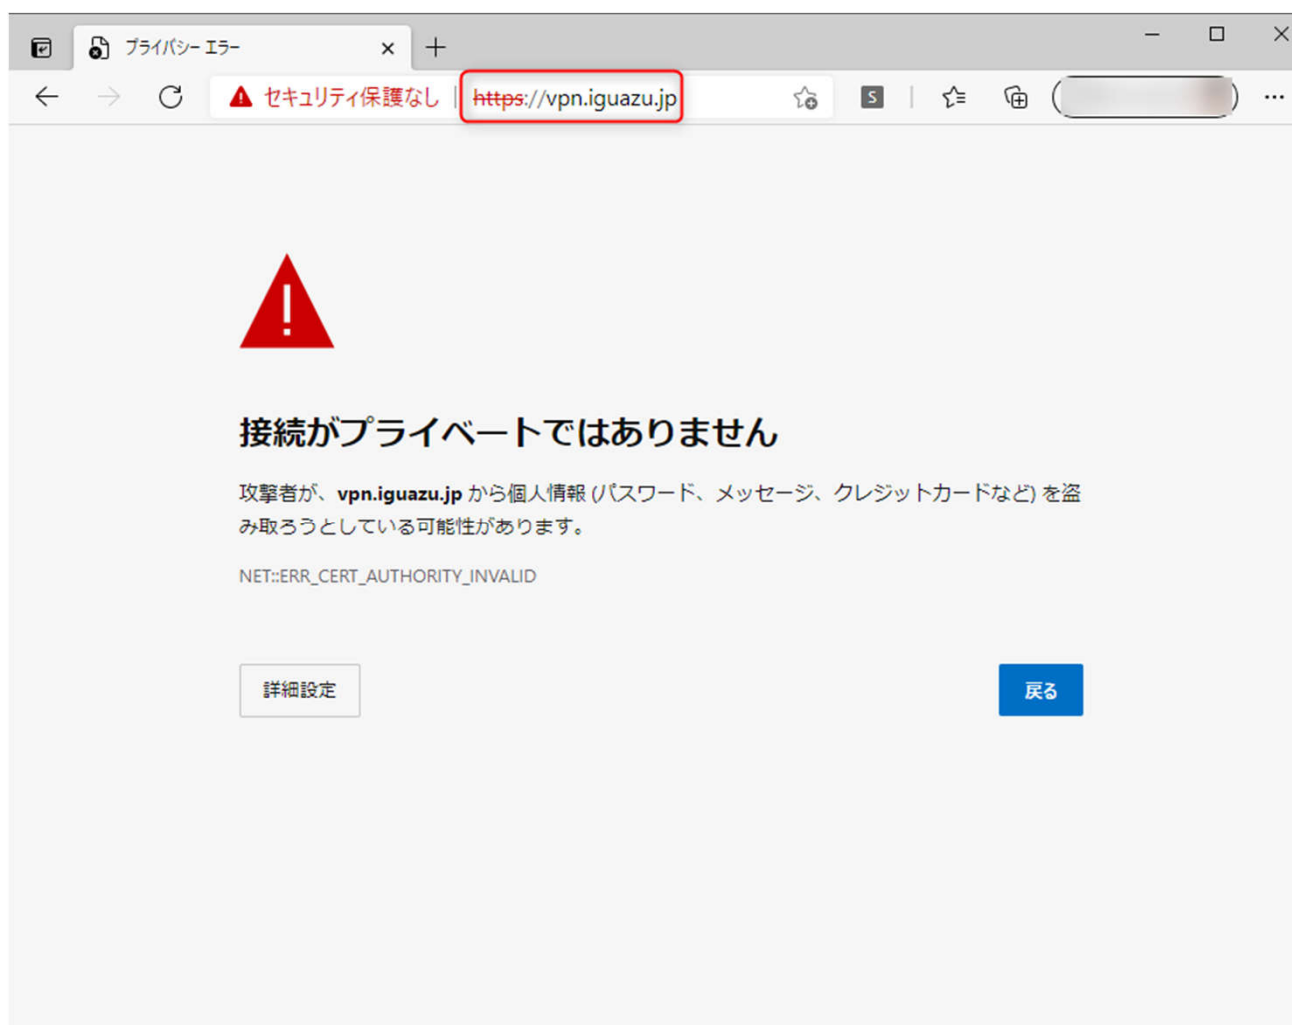 プライバシー エラー
セキュリティ保護なし https://vpn.iguazu.jp
接続がプライベートではありません
攻撃者が、vpn.iguazu.jp から個人情報 (パスワード、メッセージ、クレジットカードなど) を盗
み取ろうとしている可能性があります。
NET::ERR_CERT_AUTHORITY_INVALID
詳細設定 戻る